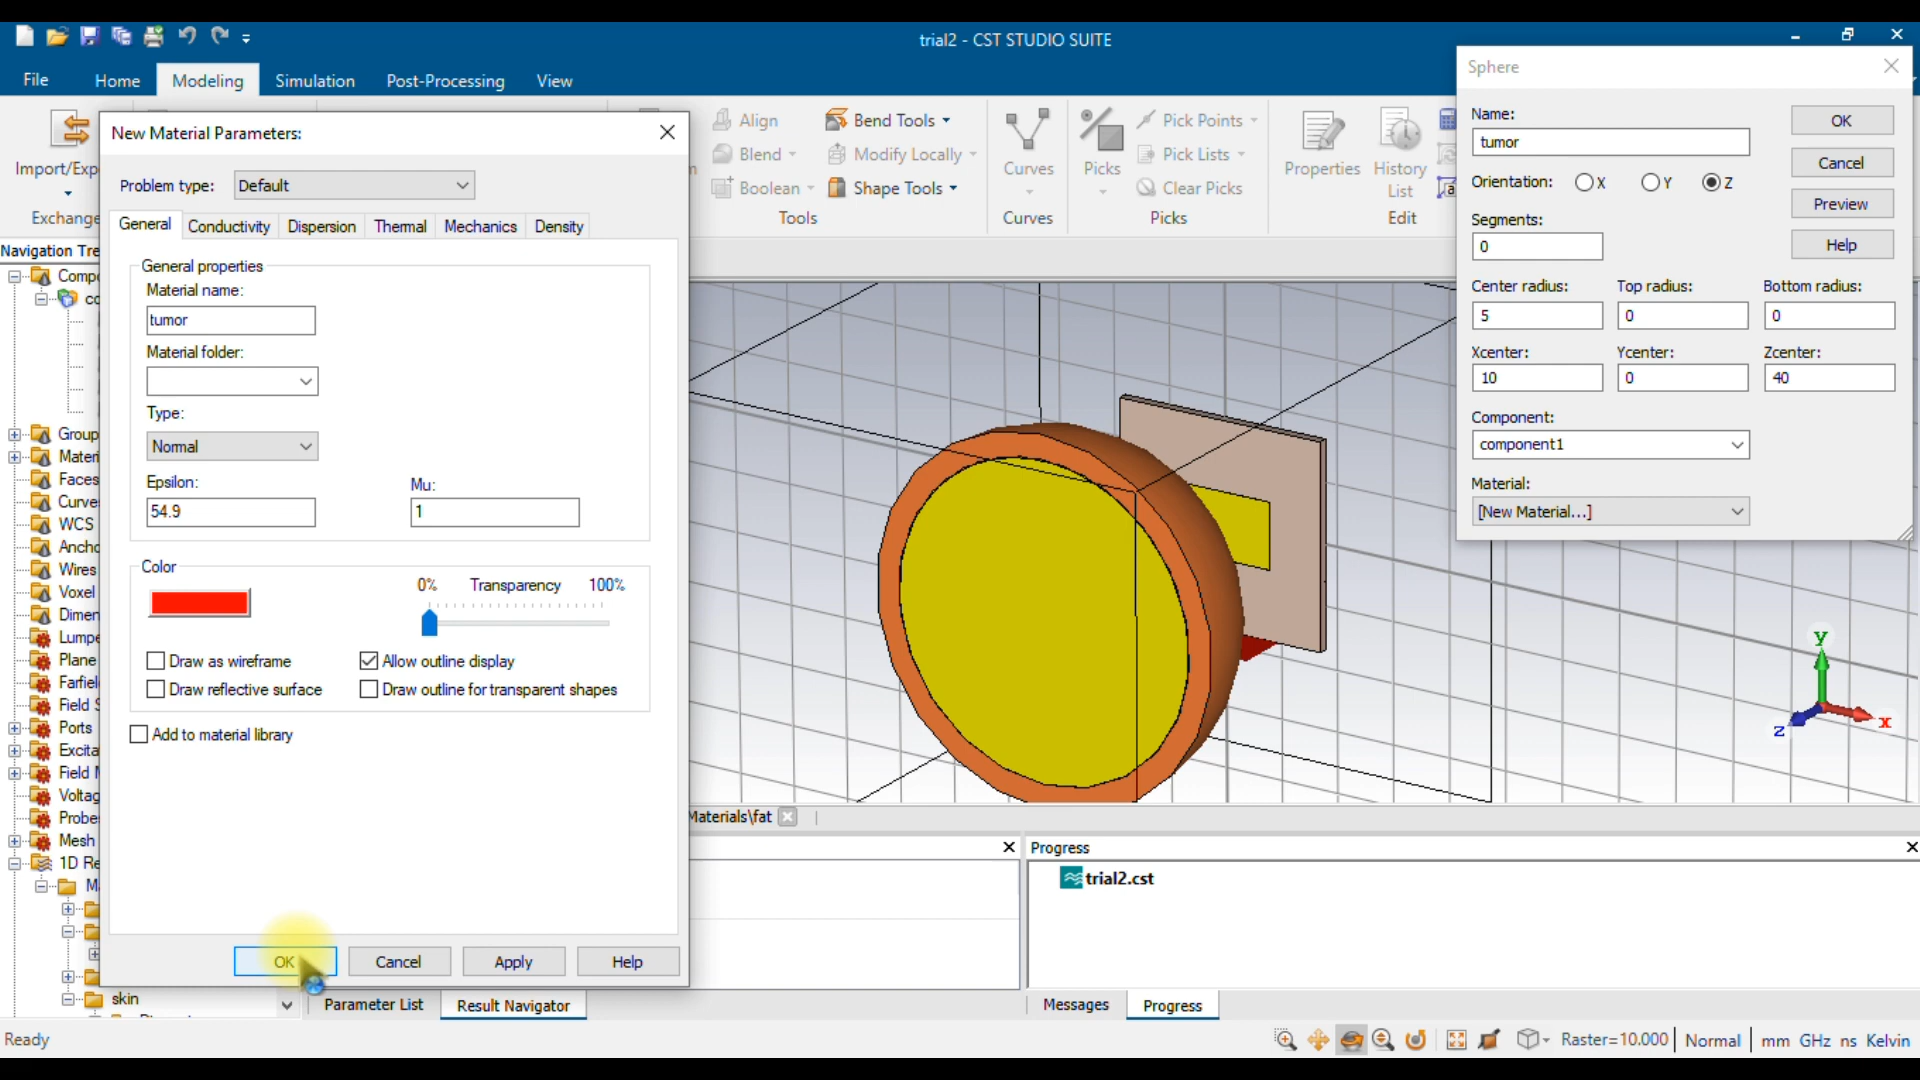 trial2 - CST STUDIO SUITE
File
Home
Modeling
Simulation
Post-Processing
View
Import/Exp
Exchange
Align
Blend
Boolean
Bend Tools
Modify Locally
Shape Tools
Tools
Curves
Curves
Picks
Pick Points
Pick Lists
Clear Picks
Picks
Properties
History
List
Edit
Navigation Tre
Compo
co
Group
Materi
Faces
Curve
WCS
Ancho
Wires
Voxel
Dimen
Lumpe
Plane
Farfiel
Field S
Ports
Excita
Field M
Voltag
Probe
Mesh
1D Re
M
skin
New Material Parameters:
Problem type:
Default
General
Conductivity
Dispersion
Thermal
Mechanics
Density
General properties
Material name:
tumor
Material folder:
Type:
Normal
Epsilon:
54.9
Mu:
1
Color
0%
Transparency
100%
Draw as wireframe
Allow outline display
Draw reflective surface
Draw outline for transparent shapes
Add to material library
OK
Cancel
Apply
Help
Sphere
Name:
tumor
OK
Cancel
Preview
Help
Orientation:
X
Y
Z
Segments:
0
Center radius:
Top radius:
Bottom radius:
5
0
0
Xcenter:
Ycenter:
Zcenter:
10
0
40
Component:
component1
Material:
[New Material...]
y
x
z
Materials\fat
Progress
trial2.cst
Parameter List
Result Navigator
Messages
Progress
Ready
Raster=10.000
Normal
mm GHz ns Kelvin